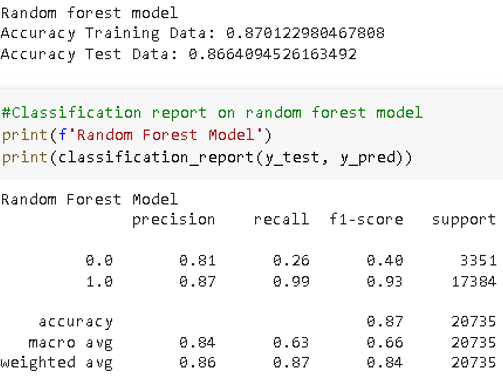 Random forest model
Accuracy Training Data: 0.870122980467808
Accuracy Test Data: 0.8664094526163492
#Classification report on random forest model
print(f'Random Forest Model')
print(classification_report(y_test, y_pred))
Random Forest Model
precision recall f1-score support
0.0 0.81 0.26 0.40 3351
1.0 0.87 0.99 0.93 17384
accuracy 0.87 20735
macro avg 0.84 0.63 0.66 20735
weighted avg 0.86 0.87 0.84 20735